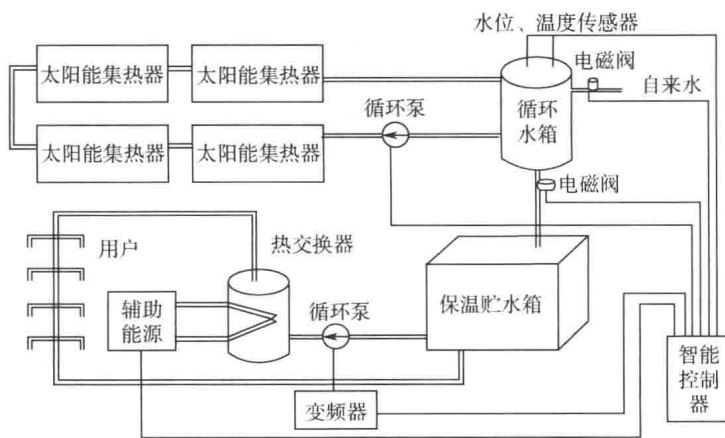 水位、温度传感器
电磁阀
太阳能集热器
太阳能集热器
自来水
循环泵
循环
水箱
太阳能集热器
太阳能集热器
电磁阀
用户
热交换器
循环泵
保温贮水箱
辅助
能源
智能
控制
器
变频器